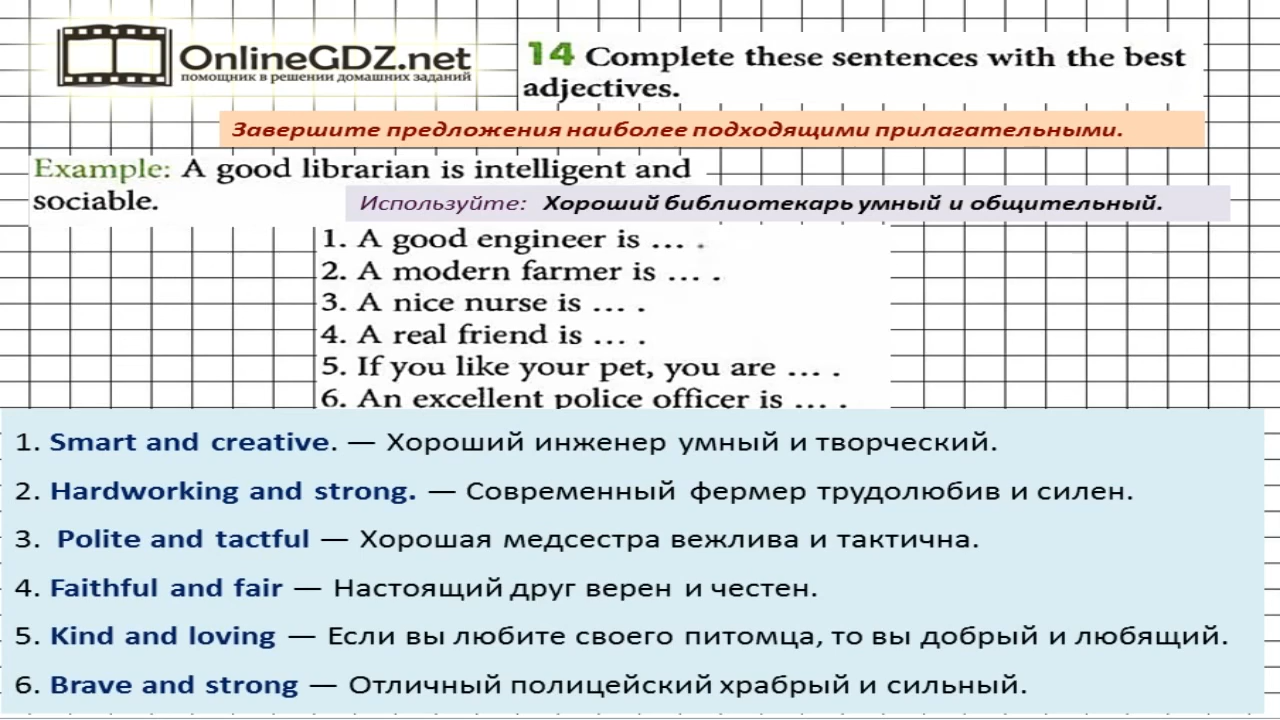 OnlineGDZ.net
помощник в решении домашних заданий
14 Complete these sentences with the best
adjectives.
Завершите предложения наиболее подходящими прилагательными.
Example: A good librarian is intelligent and
sociable.
Используйте: Хороший библиотекарь умный и общительный.
1. A good engineer is ... .
2. A modern farmer is ... .
3. A nice nurse is ... .
4. A real friend is ... .
5. If you like your pet, you are ... .
6. An excellent police officer is ... .
1. Smart and creative. — Хороший инженер умный и творческий.
2. Hardworking and strong. — Современный фермер трудолюбив и силен.
3. Polite and tactful — Хорошая медсестра вежлива и тактична.
4. Faithful and fair — Настоящий друг верен и честен.
5. Kind and loving — Если вы любите своего питомца, то вы добрый и любящий.
6. Brave and strong — Отличный полицейский храбрый и сильный.